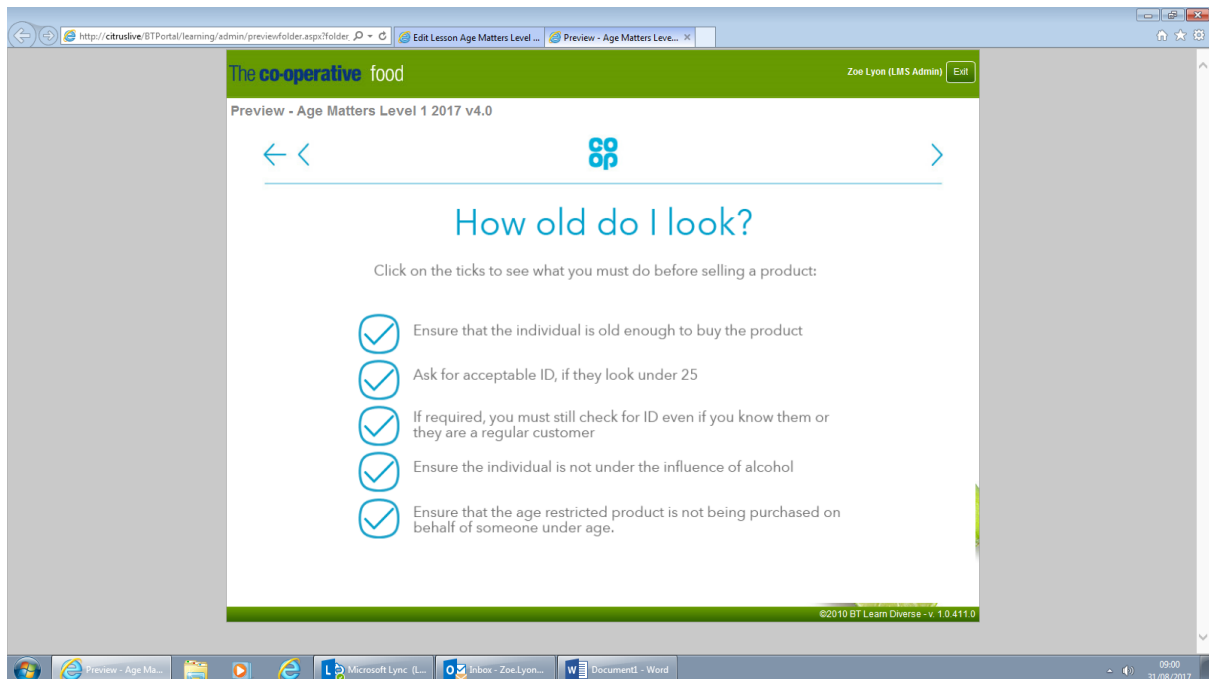 http://citruslive/BTPortal/learning/admin/previewfolder.aspx?folder
Edit Lesson Age Matters Level ...
Preview - Age Matters Leve...
The co-operative food
Zoe Lyon (LMS Admin)
Exit
Preview - Age Matters Level 1 2017 v4.0
CO
OP
How old do I look?
Click on the ticks to see what you must do before selling a product:
Ensure that the individual is old enough to buy the product
Ask for acceptable ID, if they look under 25
If required, you must still check for ID even if you know them or
they are a regular customer
Ensure the individual is not under the influence of alcohol
Ensure that the age restricted product is not being purchased on
behalf of someone under age.
©2010 BT Learn Diverse - v. 1.0.411.0
Preview - Age Ma...
Microsoft Lync (L...
Inbox - Zoe.Lyon...
Document1 - Word
09:00
31/08/2017